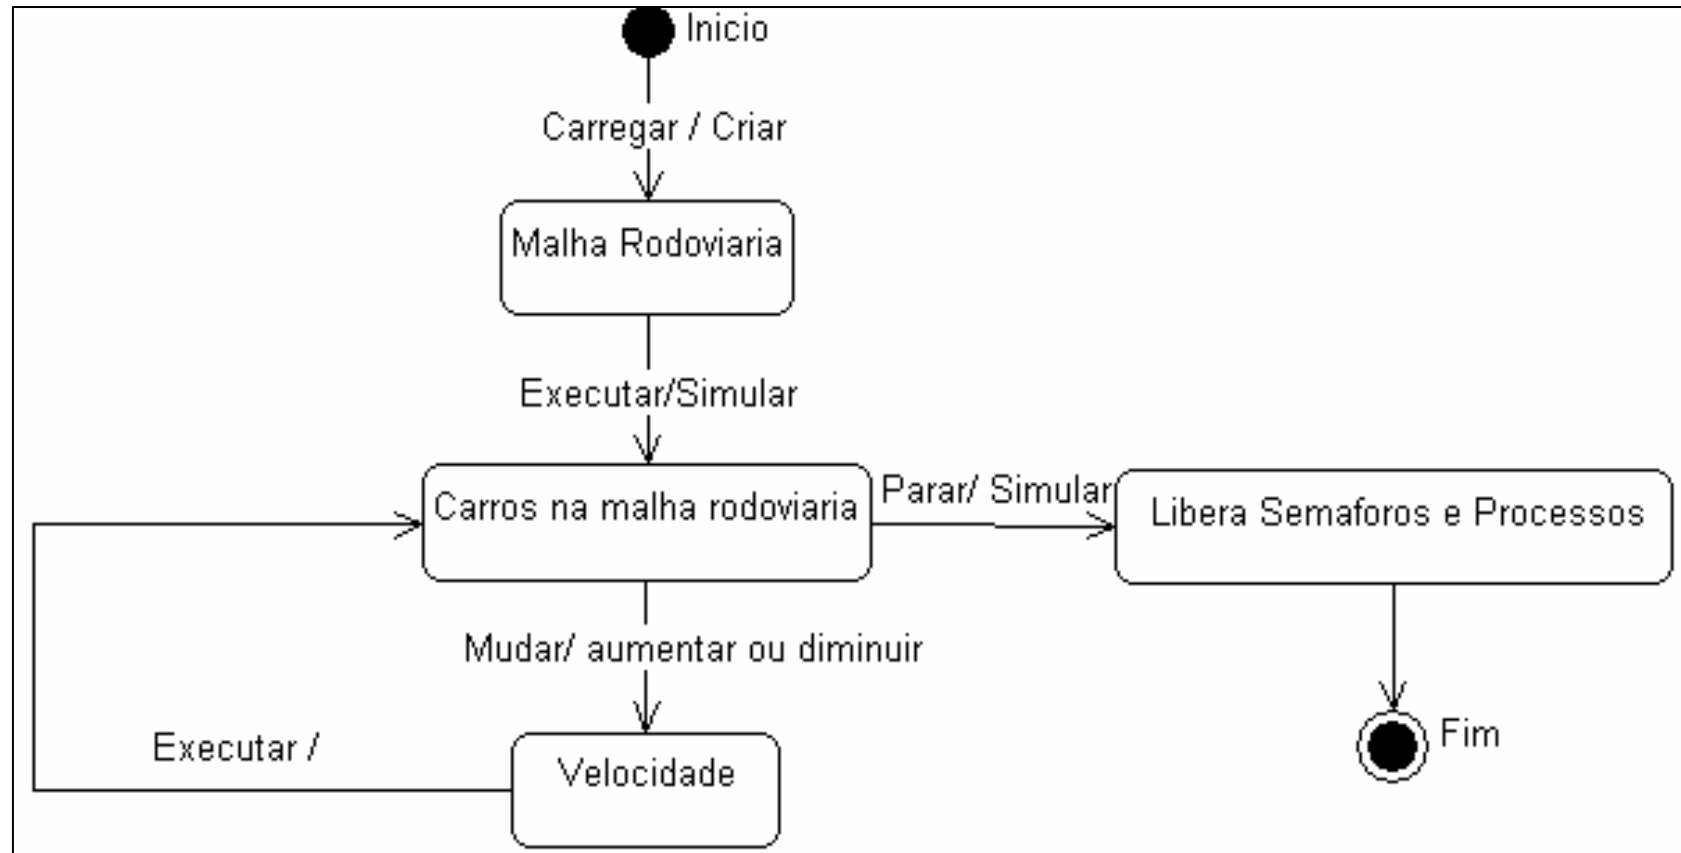 Inicio
Carregar / Criar
Malha Rodoviaria
Executar/Simular
Carros na malha rodoviaria
Parar/ Simular
Libera Semaforos e Processos
Mudar/ aumentar ou diminuir
Executar /
Velocidade
Fim